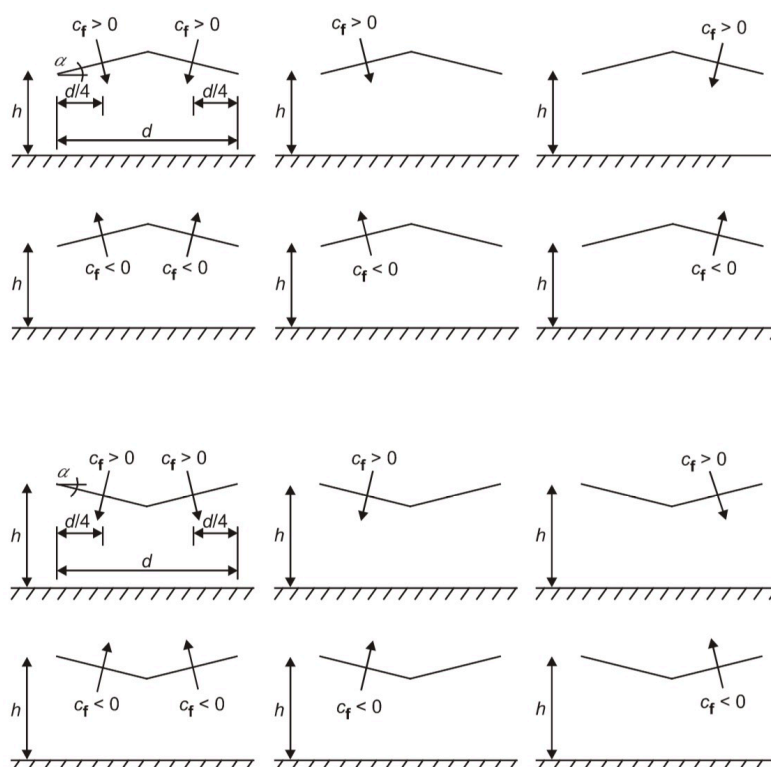 c_f > 0 c_f > 0 c_f > 0 c_f > 0
α
d/4 d/4
h d h h
c_f < 0 c_f < 0 c_f < 0 c_f < 0
h h h
c_f > 0 c_f > 0 c_f > 0 c_f > 0
α
d/4 d/4
h d h h
c_f < 0 c_f < 0 c_f < 0 c_f < 0
h h h